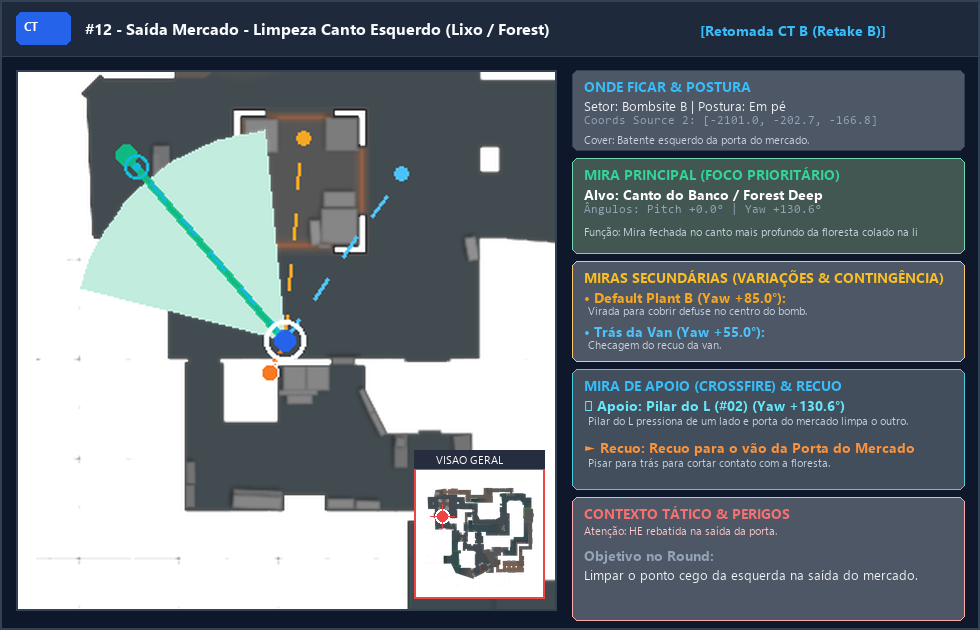 CT
#12 - Saída Mercado - Limpeza Canto Esquerdo (Lixo / Forest)
[Retomada CT B (Retake B)]
ONDE FICAR & POSTURA
Setor: Bombsite B | Postura: Em pé
Coords Source 2: [-2101.0, -202.7, -166.8]
Cover: Batente esquerdo da porta do mercado.
MIRA PRINCIPAL (FOCO PRIORITÁRIO)
Alvo: Canto do Banco / Forest Deep
Ângulos: Pitch +0.0° | Yaw +130.6°
Função: Mira fechada no canto mais profundo da floresta colado na li
MIRAS SECUNDÁRIAS (VARIAÇÕES & CONTINGÊNCIA)
• Default Plant B (Yaw +85.0°):
Virada para cobrir defuse no centro do bomb.
• Trás da Van (Yaw +55.0°):
Checagem do recuo da van.
MIRA DE APOIO (CROSSFIRE) & RECUO
Apoio: Pilar do L (#02) (Yaw +130.6°)
Pilar do L pressiona de um lado e porta do mercado limpa o outro.
► Recuo: Recuo para o vão da Porta do Mercado
Pisar para trás para cortar contato com a floresta.
VISAO GERAL
CONTEXTO TÁTICO & PERIGOS
Atenção: HE rebatida na saída da porta.
Objetivo no Round:
Limpar o ponto cego da esquerda na saída do mercado.